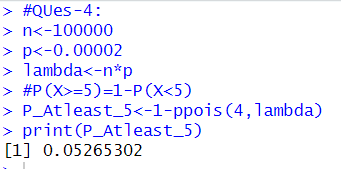 > #QUes-4:
> n<-100000
> p<-0.00002
> lambda<-n*p
> #P(X>=5)=1-P(X<5)
> P_Atleast_5<-1-ppois(4,lambda)
> print(P_Atleast_5)
[1] 0.05265302
>